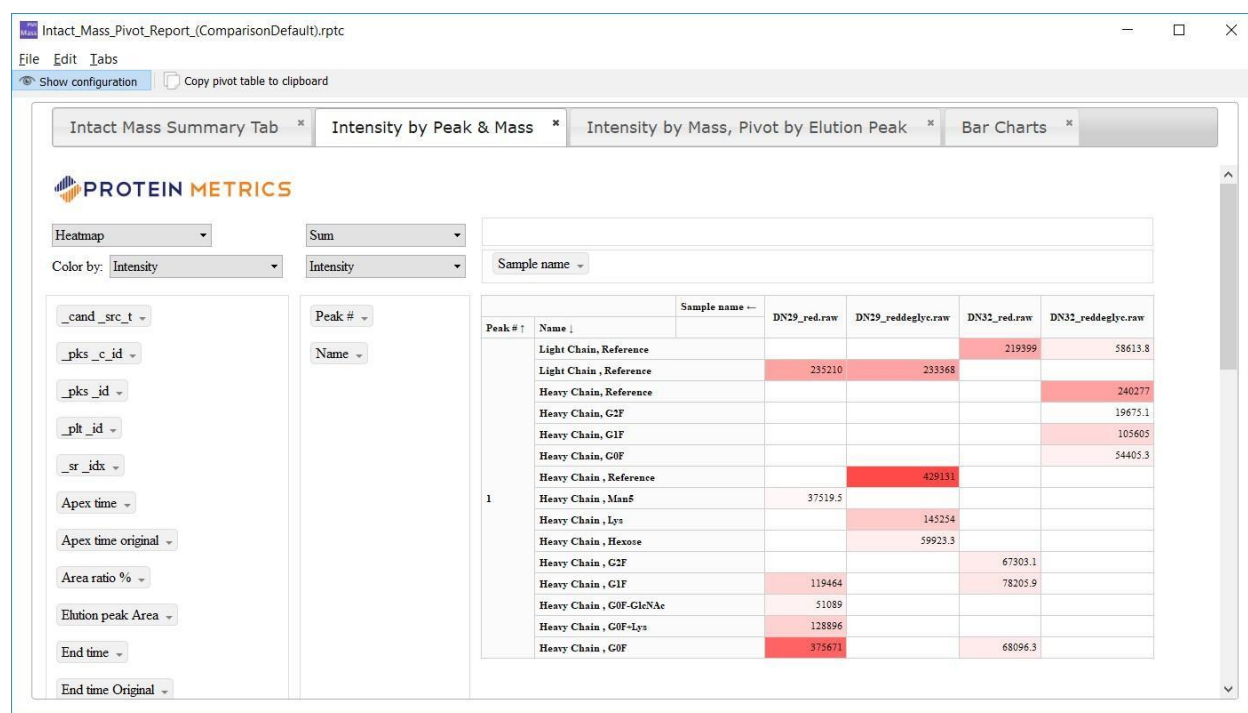 Intact_Mass_Pivot_Report_(ComparisonDefault).rptc
File Edit Tabs
Show configuration Copy pivot table to clipboard
Intact Mass Summary Tab Intensity by Peak & Mass Intensity by Mass, Pivot by Elution Peak Bar Charts
PROTEIN METRICS
Heatmap Sum
Color by: Intensity Intensity Sample name
_cand _src_t
_pks _c_id
_pks _id
_plt _id
_sr _idx
Apex time
Apex time original
Area ratio %
Elution peak Area
End time
End time Original
Peak #
Name
Sample name ← DN29_red.raw DN29_reddeglyc.raw DN32_red.raw DN32_reddeglyc.raw
Peak # ↑ Name ↓
1
Light Chain, Reference 219399 58613.8
Light Chain , Reference 235210 233368
Heavy Chain, Reference 240277
Heavy Chain, G2F 19675.1
Heavy Chain, G1F 105605
Heavy Chain, G0F 54405.3
Heavy Chain , Reference 429131
Heavy Chain , Man5 37519.5
Heavy Chain , Lys 145254
Heavy Chain , Hexose 59923.3
Heavy Chain , G2F 67303.1
Heavy Chain , G1F 119464 78205.9
Heavy Chain , G0F-GlcNAc 51089
Heavy Chain , G0F+Lys 128896
Heavy Chain , G0F 375671 68096.3